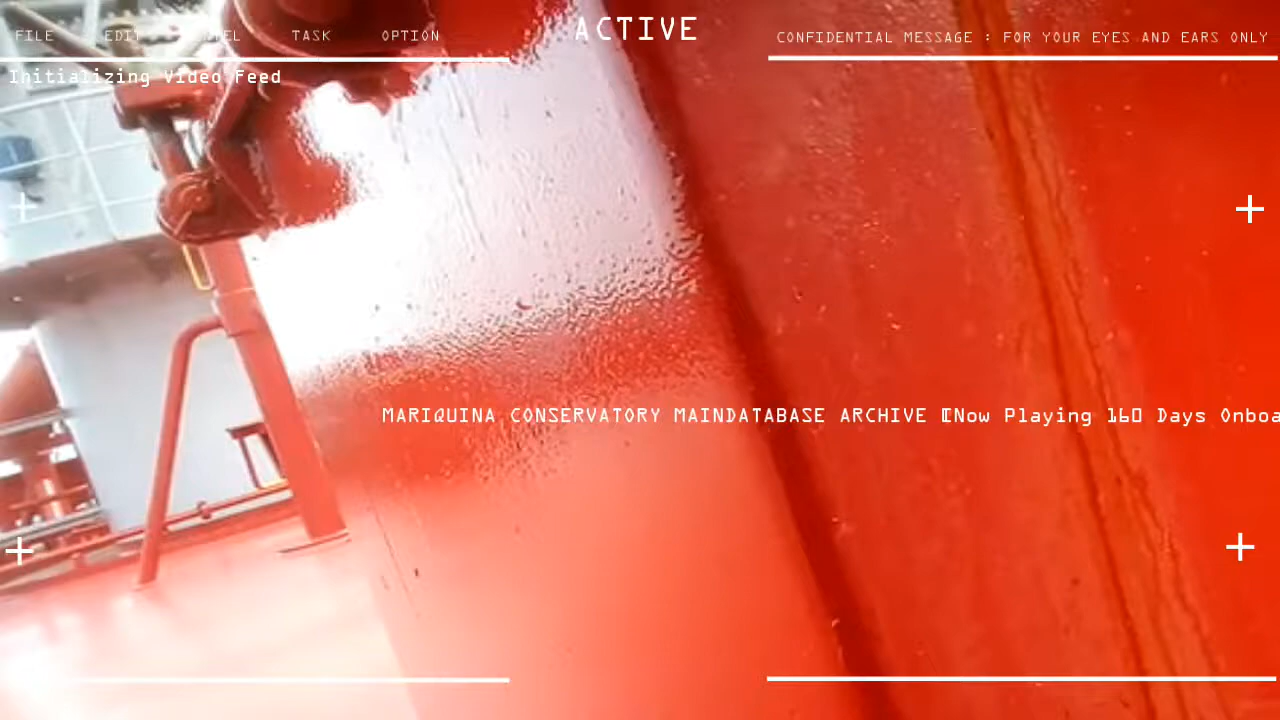 ACTIVE
FILE EDIT INTEL TASK OPTION
CONFIDENTIAL MESSAGE : FOR YOUR EYES AND EARS ONLY
Initializing Video Feed
MARIQUINA CONSERVATORY MAINDATABASE ARCHIVE Now Playing 160 Days Onboa